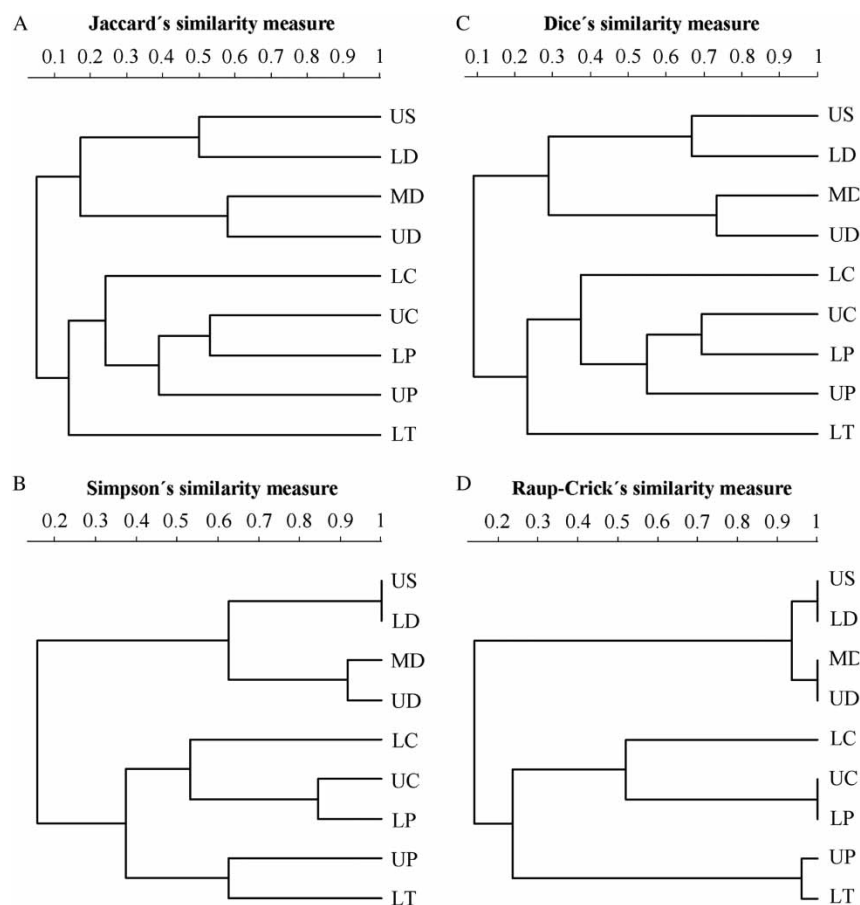 A
Jaccard´s similarity measure
0.1 0.2 0.3 0.4 0.5 0.6 0.7 0.8 0.9 1
US
LD
MD
UD
LC
UC
LP
UP
LT
B
Simpson´s similarity measure
0.2 0.3 0.4 0.5 0.6 0.7 0.8 0.9 1
US
LD
MD
UD
LC
UC
LP
UP
LT
C
Dice´s similarity measure
0.1 0.2 0.3 0.4 0.5 0.6 0.7 0.8 0.9 1
US
LD
MD
UD
LC
UC
LP
UP
LT
D
Raup-Crick´s similarity measure
0.2 0.3 0.4 0.5 0.6 0.7 0.8 0.9 1
US
LD
MD
UD
LC
UC
LP
UP
LT